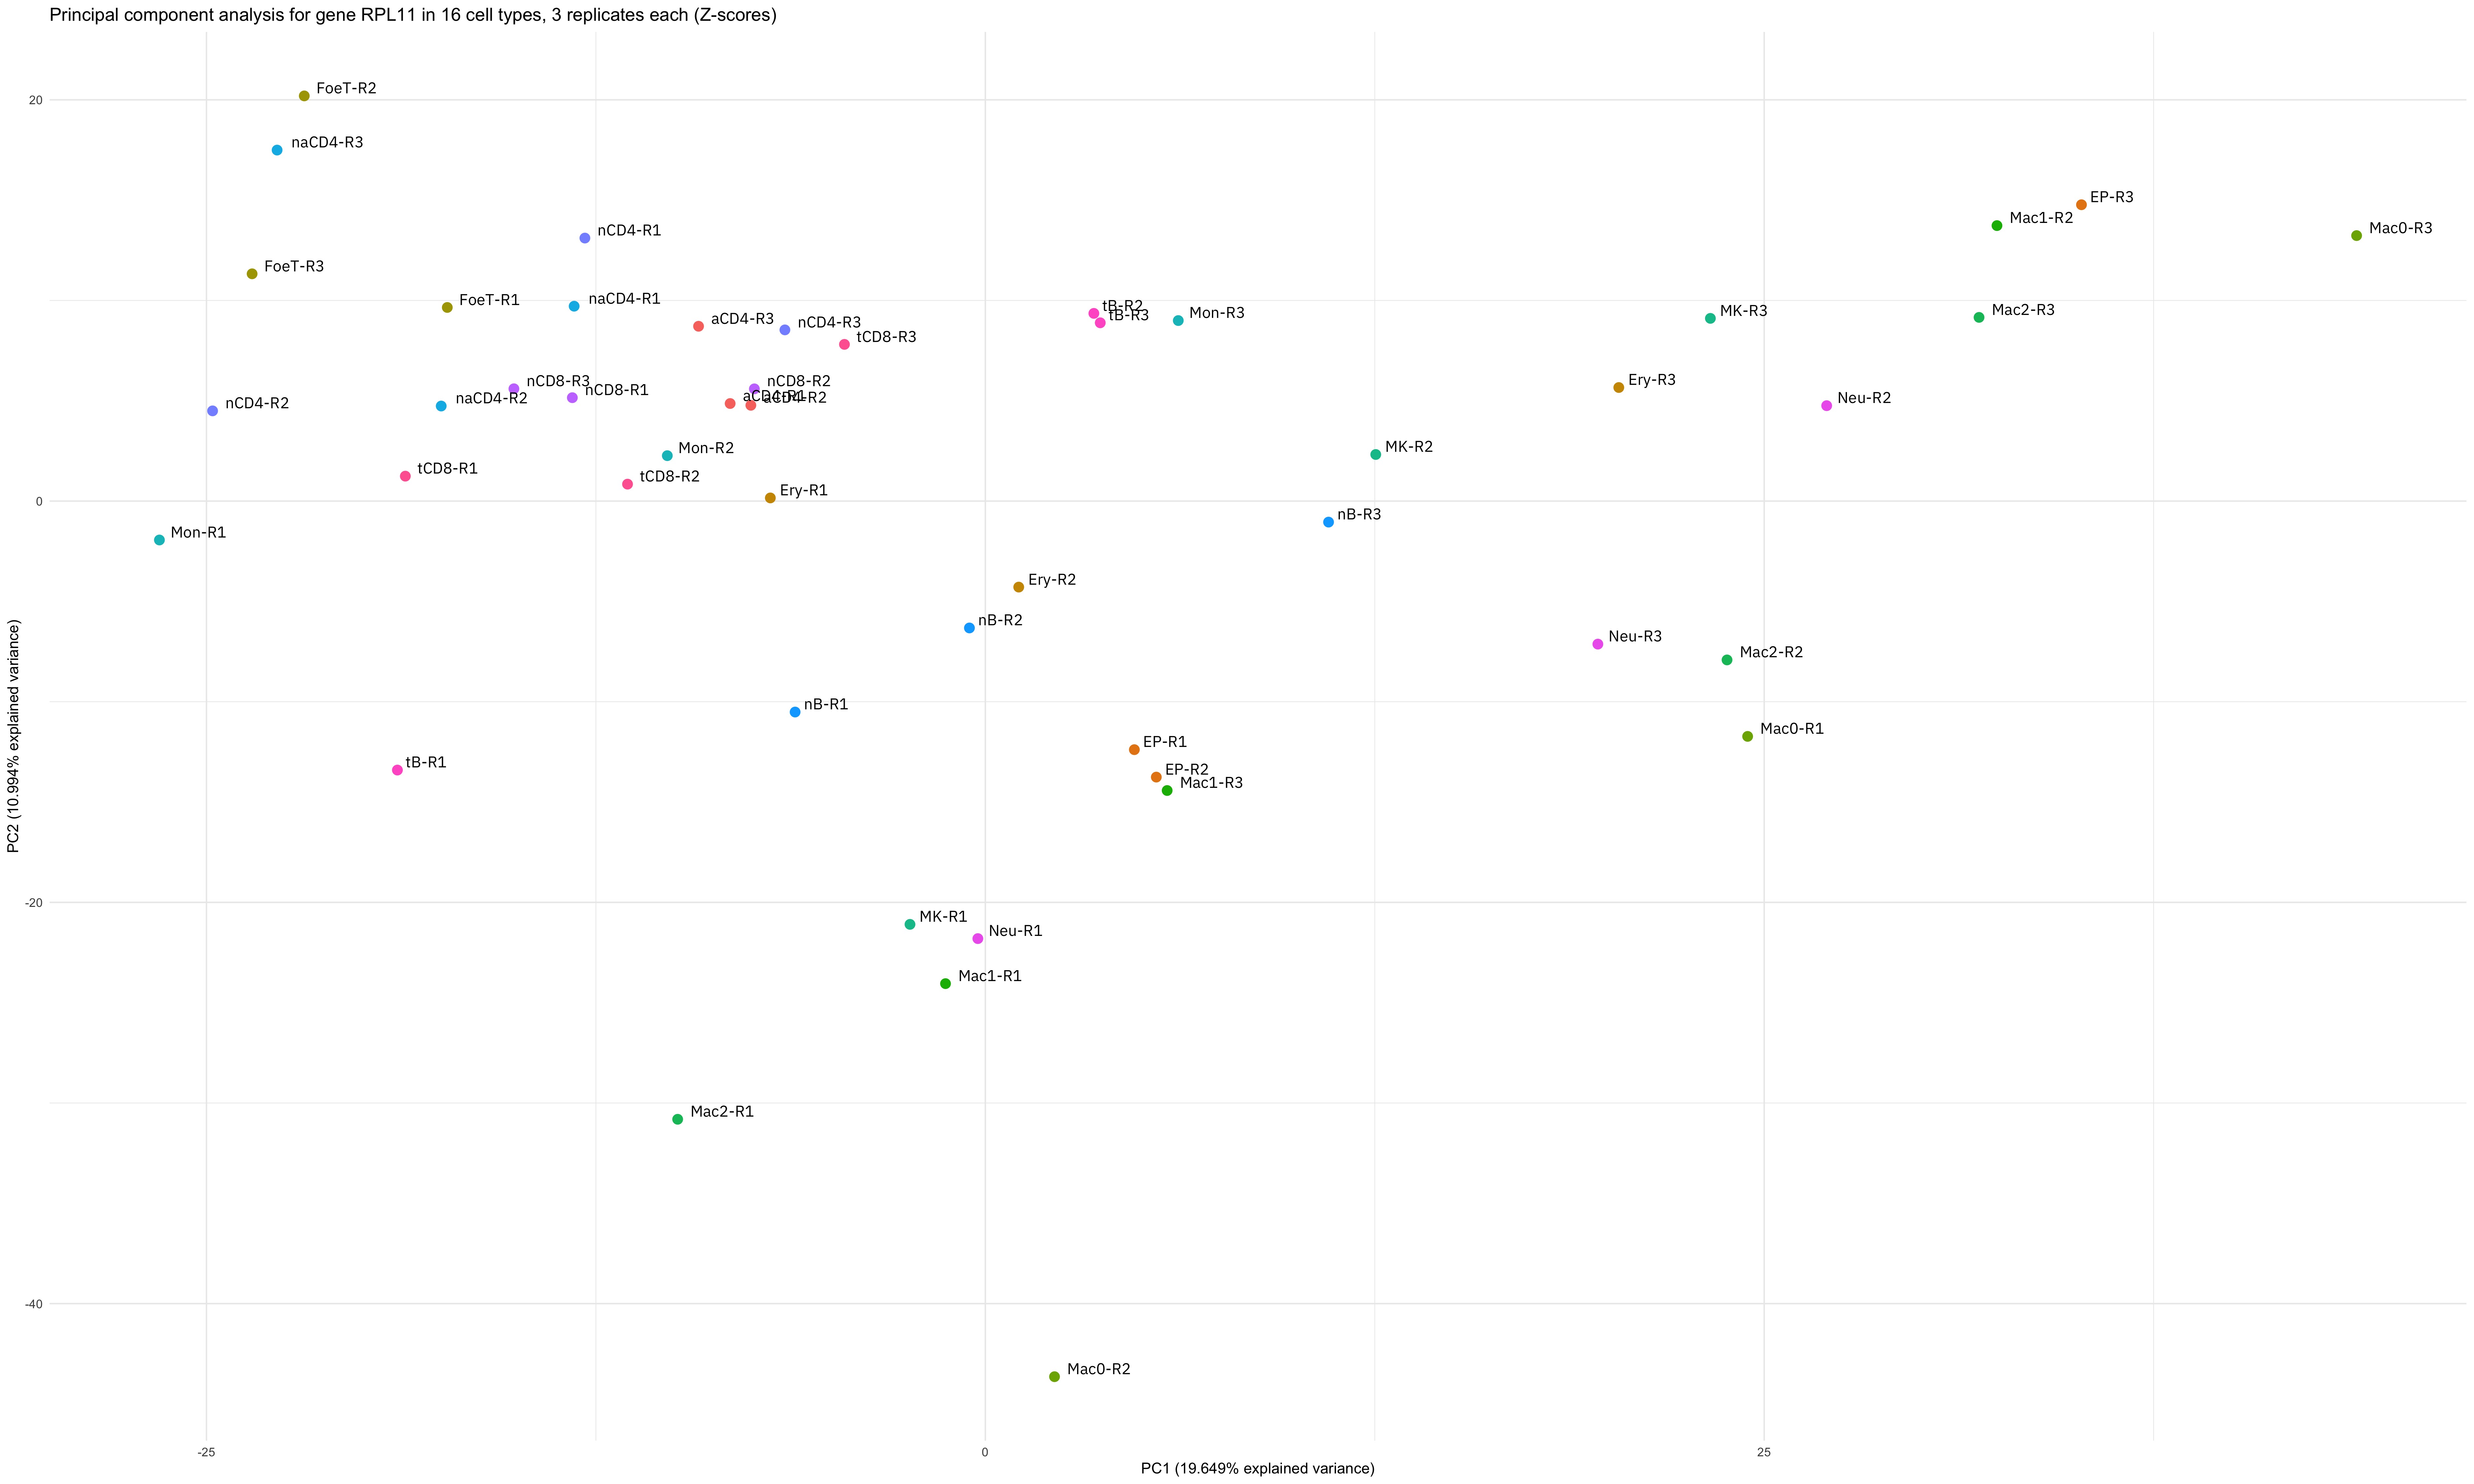 Principal component analysis for gene RPL11 in 16 cell types, 3 replicates each (Z-scores)
FoeT-R2
20
naCD4-R3
EP-R3
Mac1-R2
Mac0-R3
nCD4-R1
FoeT-R3
FoeT-R1
naCD4-R1
tB-R2
tB-R3
Mon-R3
MK-R3
Mac2-R3
aCD4-R3
nCD4-R3
tCD8-R3
nCD8-R3
nCD8-R1
nCD8-R2
Ery-R3
nCD4-R2
naCD4-R2
aCD4-R1
aCD4-R2
Neu-R2
Mon-R2
MK-R2
tCD8-R1
tCD8-R2
Ery-R1
0
nB-R3
Mon-R1
Ery-R2
nB-R2
Neu-R3
Mac2-R2
nB-R1
Mac0-R1
EP-R1
tB-R1
EP-R2
Mac1-R3
PC2 (10.994% explained variance)
-20
MK-R1
Neu-R1
Mac1-R1
Mac2-R1
-40
Mac0-R2
-25
0
25
PC1 (19.649% explained variance)